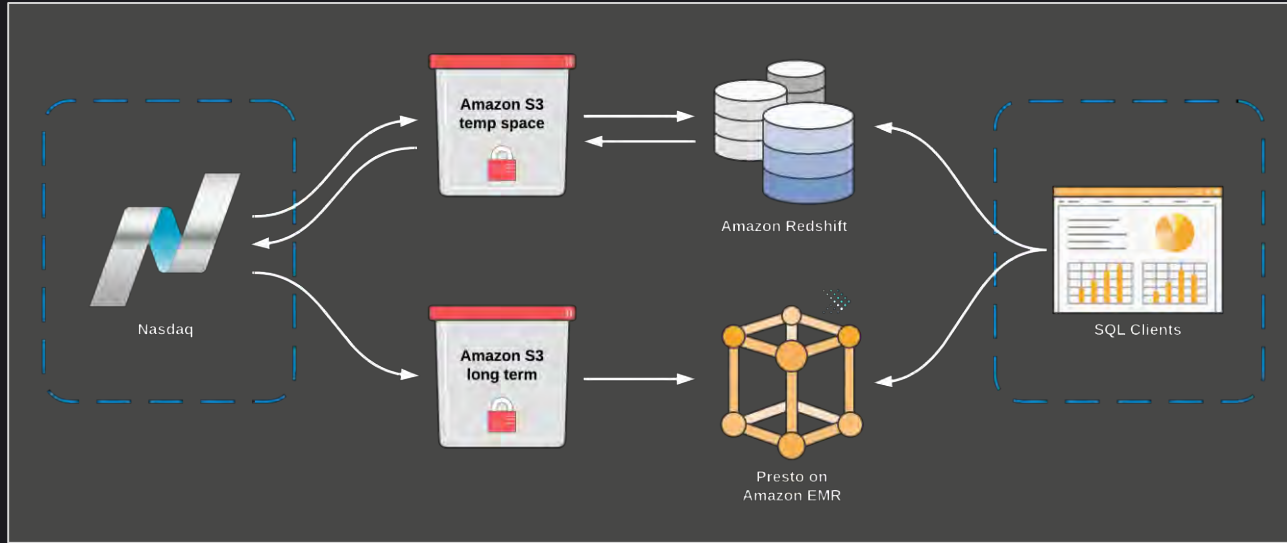 Amazon S3
temp space
Amazon Redshift
Nasdaq
SQL Clients
Amazon S3
long term
Presto on
Amazon EMR